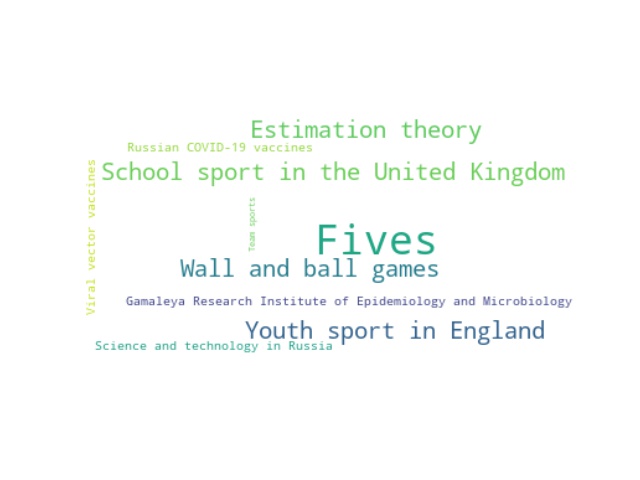 Estimation theory
Russian COVID-19 vaccines
School sport in the United Kingdom
Viral vector vaccines
Team sports
Fives
Wall and ball games
Gamaleya Research Institute of Epidemiology and Microbiology
Youth sport in England
Science and technology in Russia